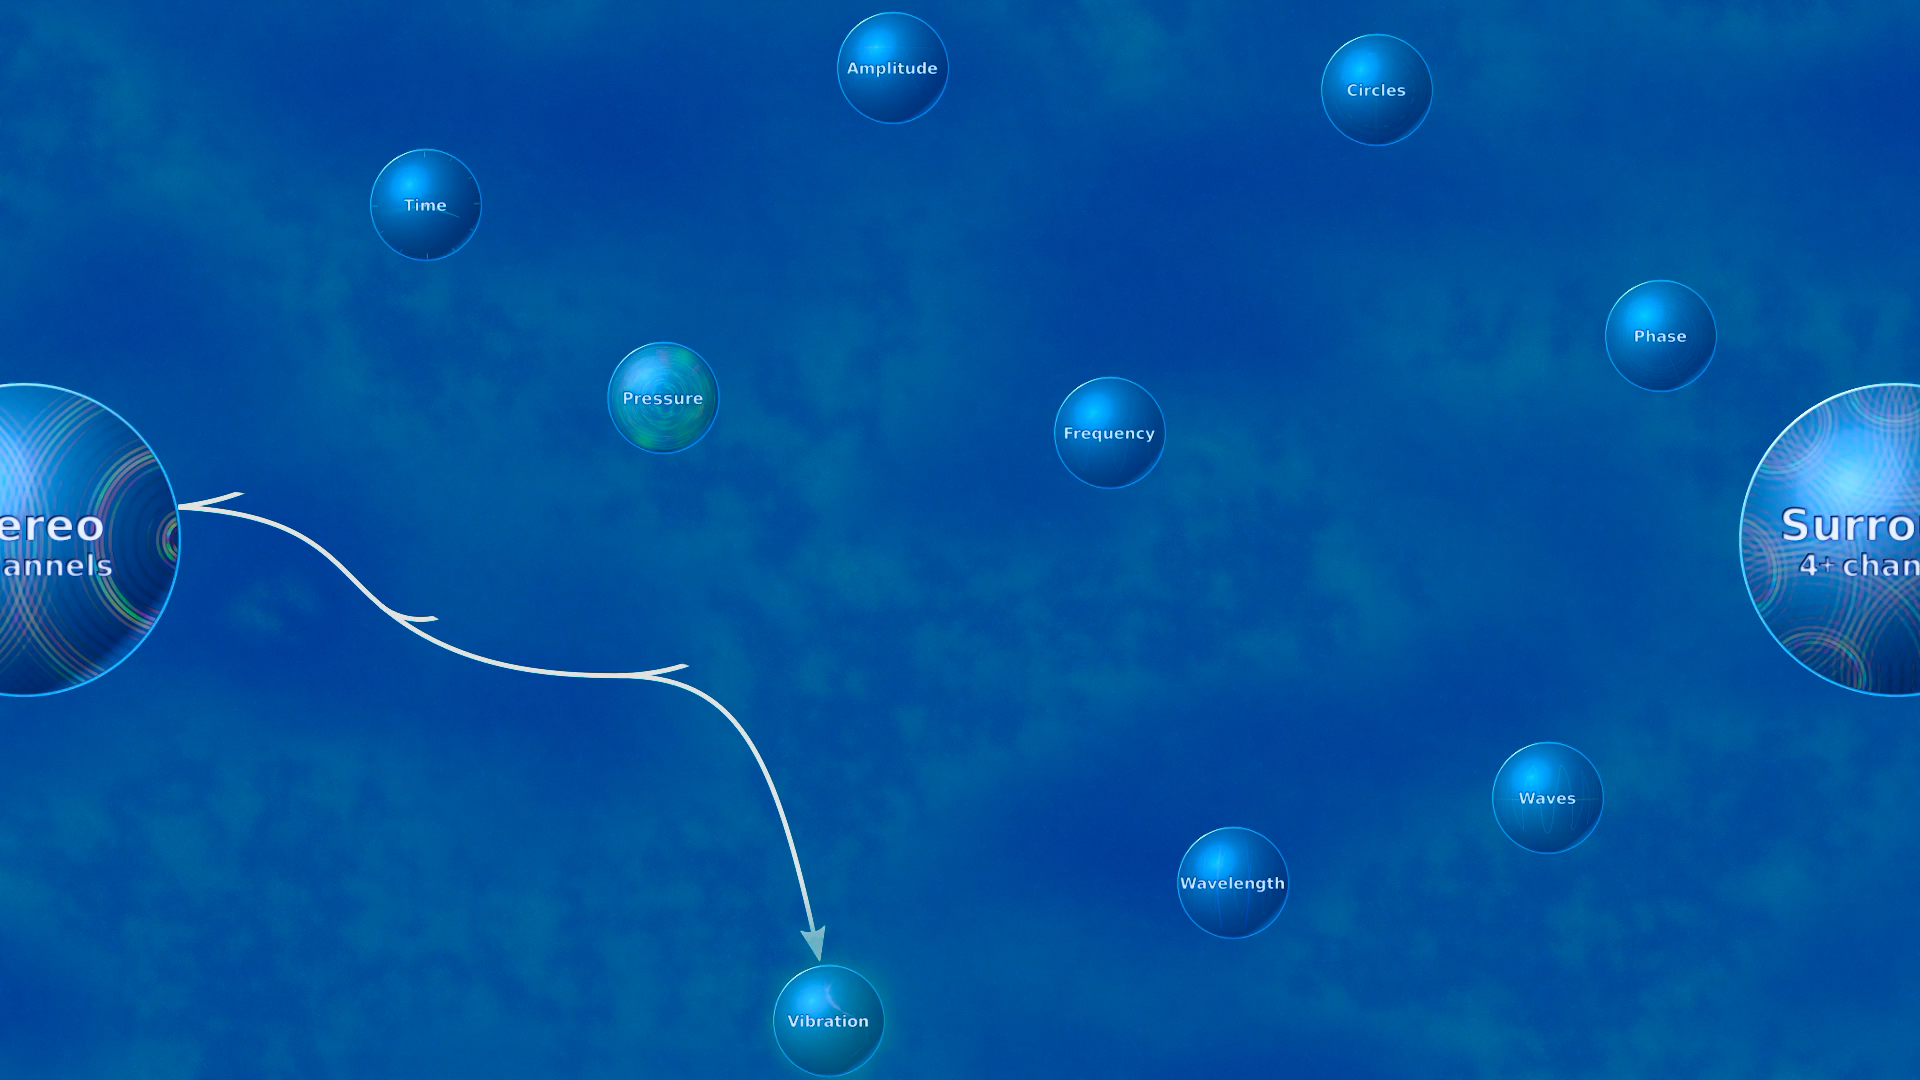 Amplitude
Circles
Time
Phase
Pressure
Frequency
ereo
annels
Surro
4+ chan
Waves
Wavelength
Vibration